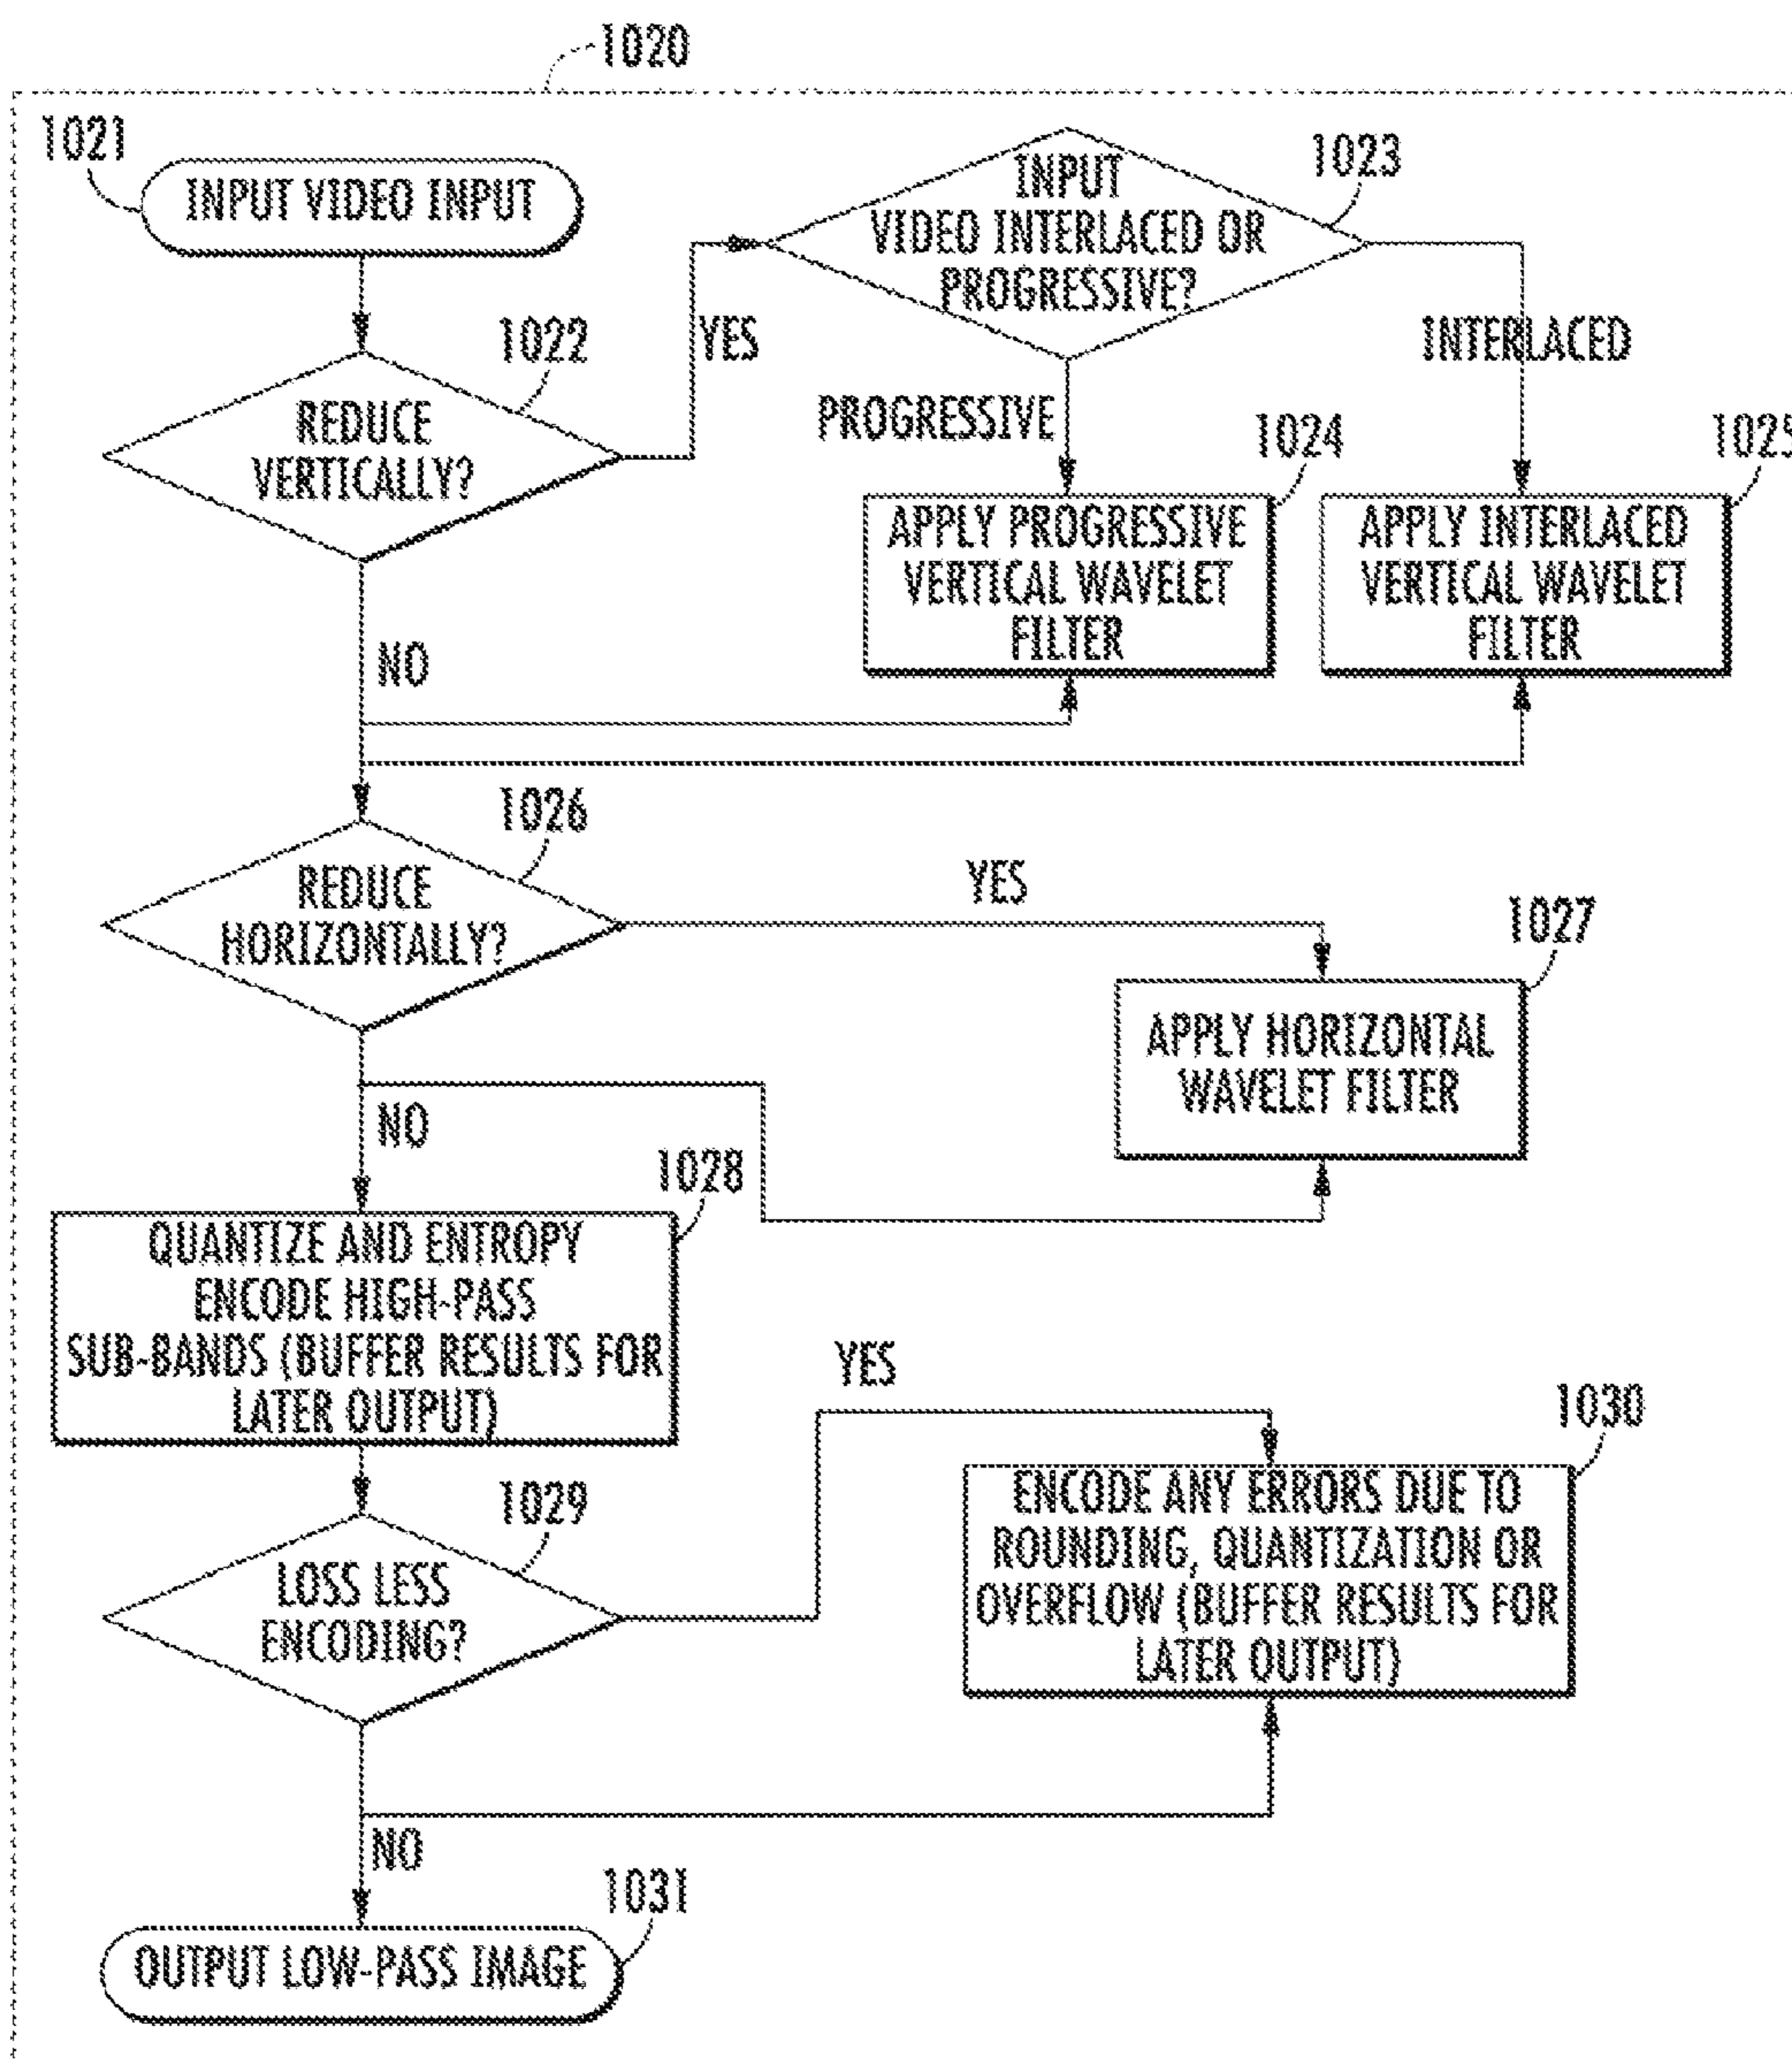 1020
1021
INPUT VIDEO INPUT
1022
REDUCE
VERTICALLY?
YES
INPUT
VIDEO INTERLACED OR
PROGRESSIVE?
1023
PROGRESSIVE
INTERLACED
1024
APPLY PROGRESSIVE
VERTICAL WAVELET
FILTER
1025
APPLY INTERLACED
VERTICAL WAVELET
FILTER
NO
1026
REDUCE
HORIZONTALLY?
YES
1027
APPLY HORIZONTAL
WAVELET FILTER
NO
1028
QUANTIZE AND ENTROPY
ENCODE HIGH-PASS
SUB-BANDS (BUFFER RESULTS FOR
LATER OUTPUT)
1029
LOSS LESS
ENCODING?
YES
1030
ENCODE ANY ERRORS DUE TO
ROUNDING, QUANTIZATION OR
OVERFLOW (BUFFER RESULTS FOR
LATER OUTPUT)
NO
1031
OUTPUT LOW-PASS IMAGE